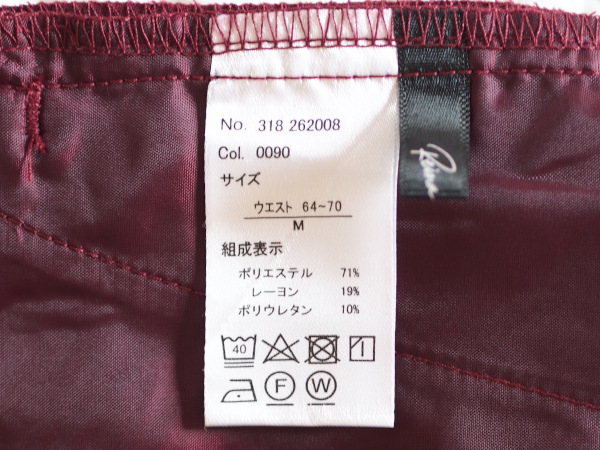 No. 318 262008
Col. 0090
サイズ
ウエスト 64~70
M
組成表示
ポリエステル 71%
レーヨン 19%
ポリウレタン 10%
40
F W